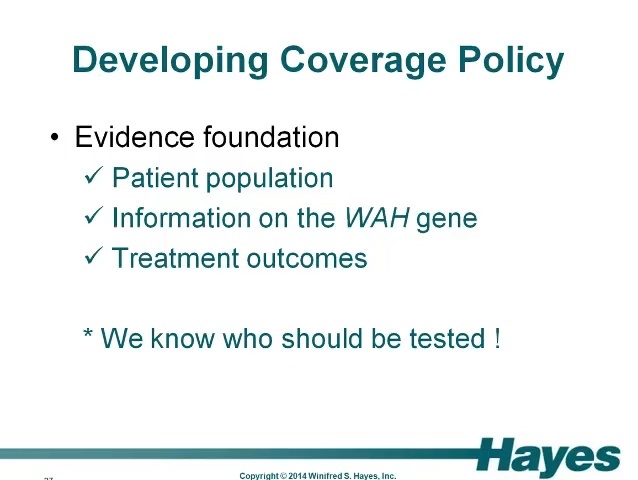 Developing Coverage Policy
• Evidence foundation
✓ Patient population
✓ Information on the WAH gene
✓ Treatment outcomes
* We know who should be tested !
Hayes
Copyright © 2014 Winifred S. Hayes, Inc.